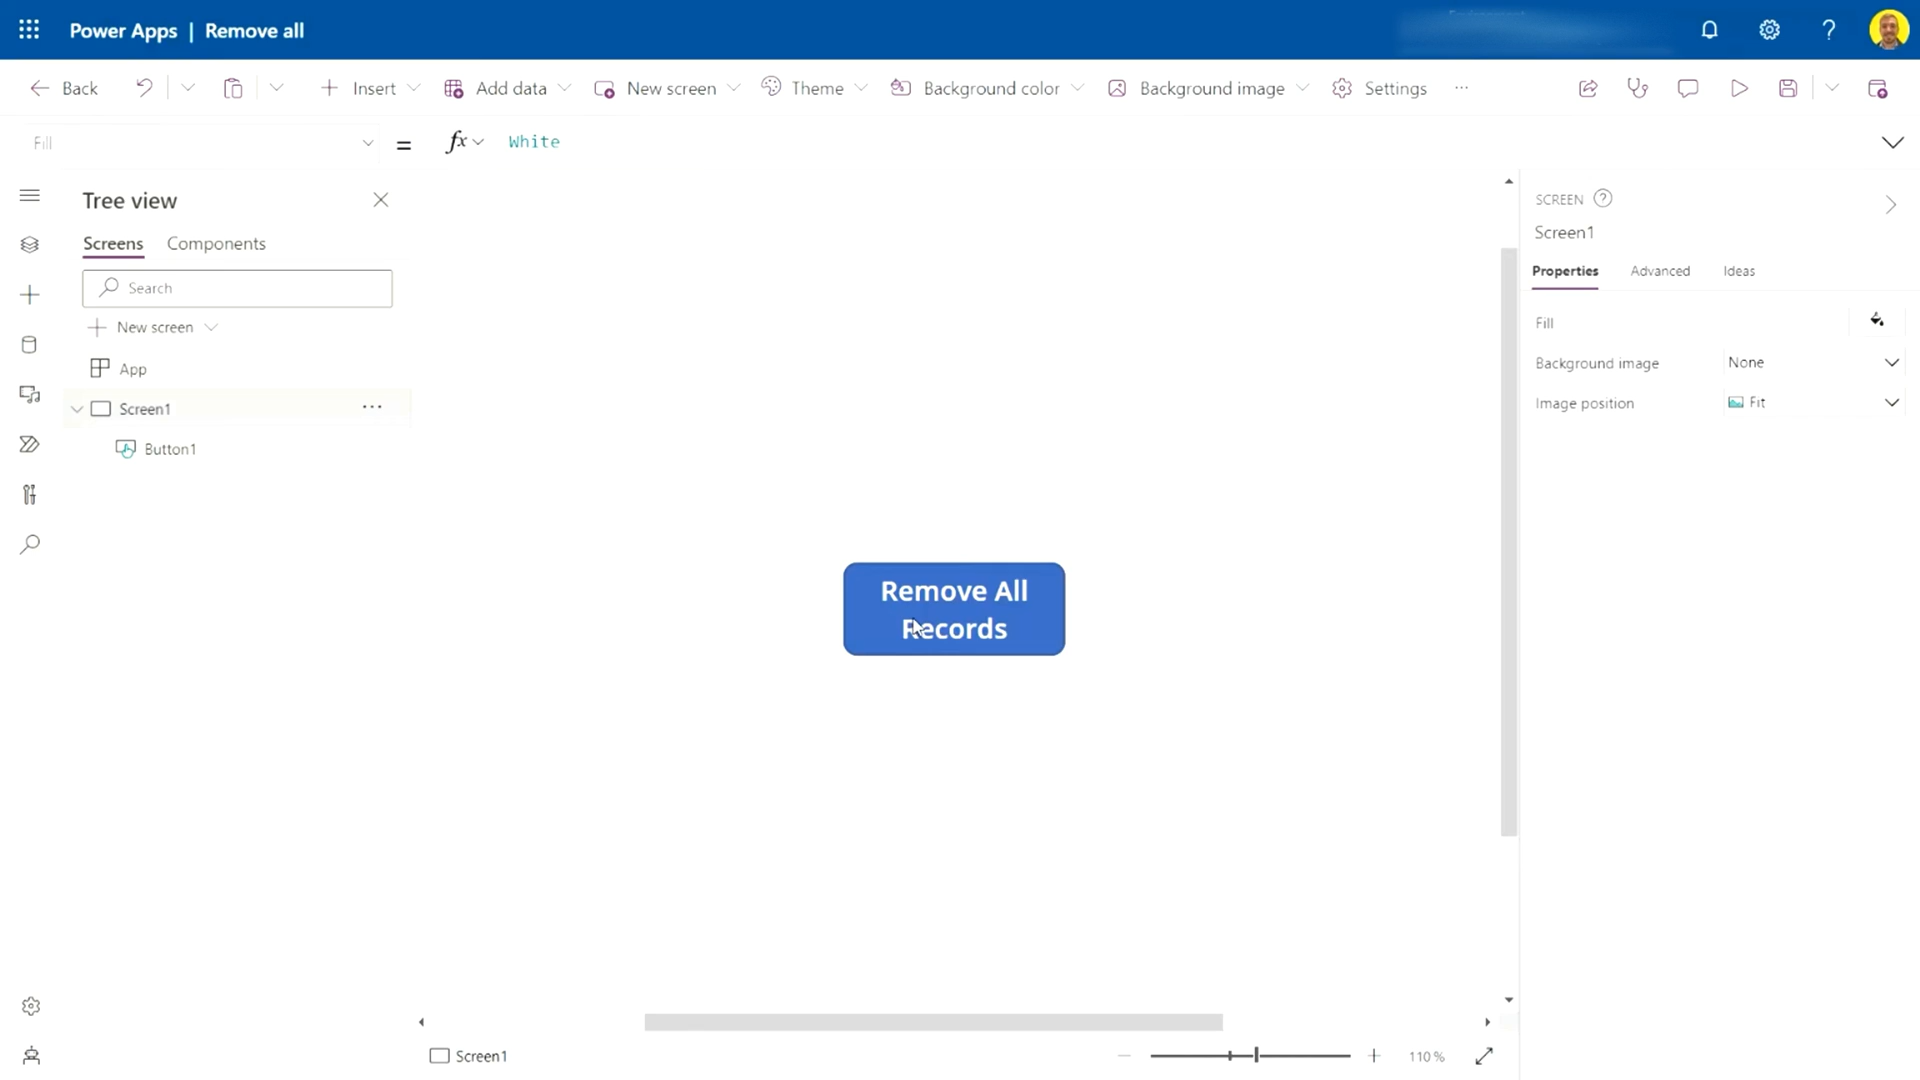 Power Apps | Remove all
Back
Insert
Add data
New screen
Theme
Background color
Background image
Settings
Fill
=
fx
White
Tree view
Screens
Components
Search
New screen
App
Screen1
Button1
Remove All
Records
SCREEN
Screen1
Properties
Advanced
Ideas
Fill
Background image
None
Image position
Fit
Screen1
110 %